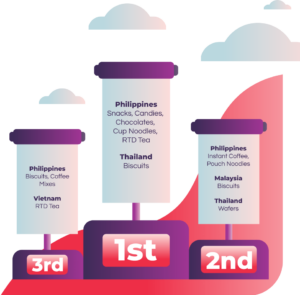 Philippines
Snacks, Candies,
Chocolates,
Cup Noodles,
RTD Tea
Thailand
Biscuits
Philippines
Instant Coffee,
Pouch Noodles
Malaysia
Biscuits
Thailand
Wafers
Philippines
Biscuits, Coffee
Mixes
Vietnam
RTD Tea
1st
2nd
3rd